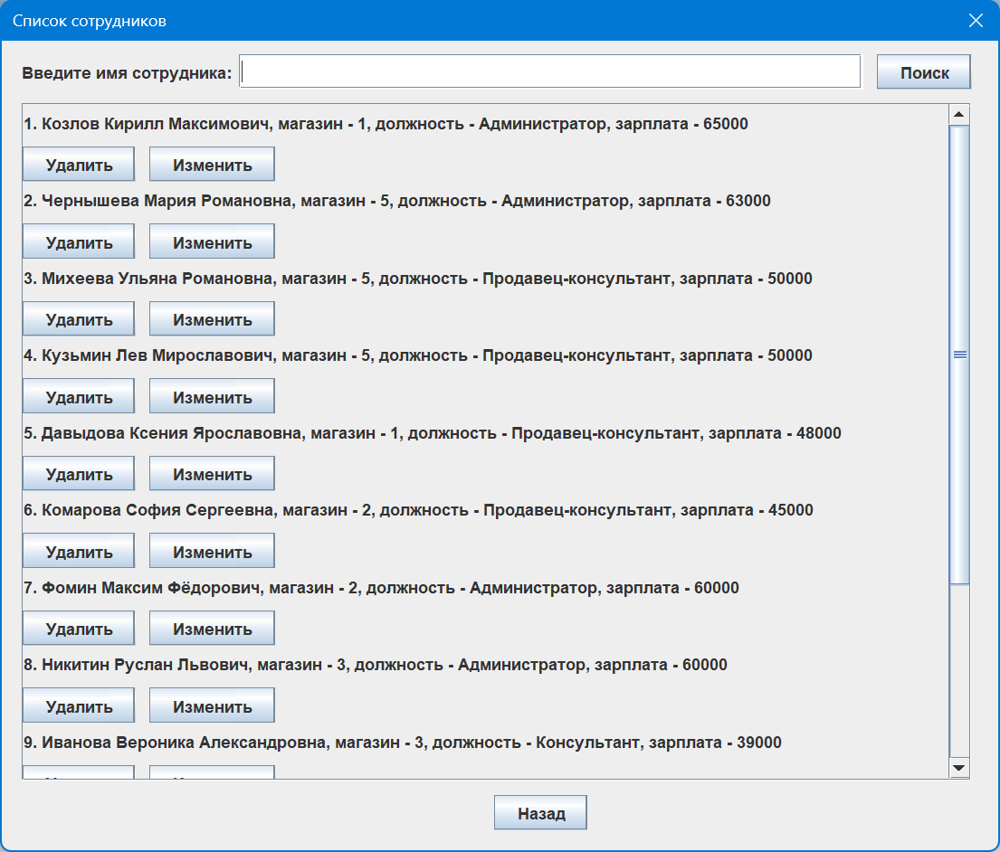 Список сотрудников
Введите имя сотрудника: Поиск
1. Козлов Кирилл Максимович, магазин - 1, должность - Администратор, зарплата - 65000
Удалить Изменить
2. Чернышева Мария Романовна, магазин - 5, должность - Администратор, зарплата - 63000
Удалить Изменить
3. Михеева Ульяна Романовна, магазин - 5, должность - Продавец-консультант, зарплата - 50000
Удалить Изменить
4. Кузьмин Лев Мирославович, магазин - 5, должность - Продавец-консультант, зарплата - 50000
Удалить Изменить
5. Давыдова Ксения Ярославовна, магазин - 1, должность - Продавец-консультант, зарплата - 48000
Удалить Изменить
6. Комарова София Сергеевна, магазин - 2, должность - Продавец-консультант, зарплата - 45000
Удалить Изменить
7. Фомин Максим Фёдорович, магазин - 2, должность - Администратор, зарплата - 60000
Удалить Изменить
8. Никитин Руслан Львович, магазин - 3, должность - Администратор, зарплата - 60000
Удалить Изменить
9. Иванова Вероника Александровна, магазин - 3, должность - Консультант, зарплата - 39000
Назад